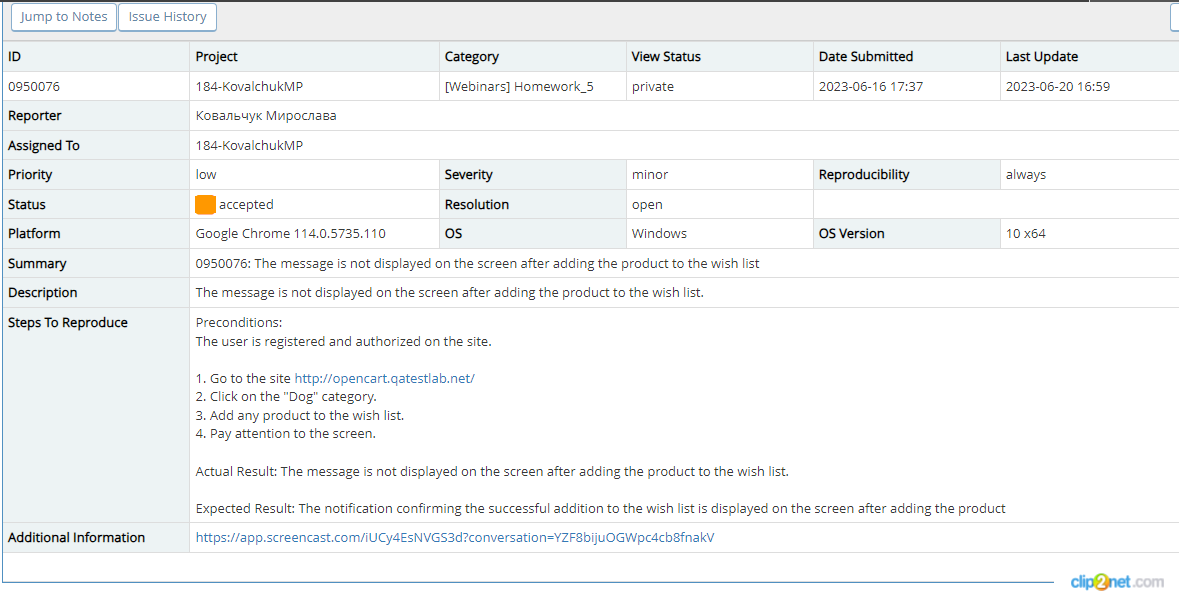 Jump to Notes Issue History
ID Project Category View Status Date Submitted Last Update
0950076 184-KovalchukMP [Webinars] Homework_5 private 2023-06-16 17:37 2023-06-20 16:59
Reporter Ковальчук Мирослава
Assigned To 184-KovalchukMP
Priority low Severity minor Reproducibility always
Status accepted Resolution open
Platform Google Chrome 114.0.5735.110 OS Windows OS Version 10 x64
Summary 0950076: The message is not displayed on the screen after adding the product to the wish list
Description The message is not displayed on the screen after adding the product to the wish list.
Steps To Reproduce Preconditions:
The user is registered and authorized on the site.
1. Go to the site http://opencart.qatestlab.net/
2. Click on the "Dog" category.
3. Add any product to the wish list.
4. Pay attention to the screen.
Actual Result: The message is not displayed on the screen after adding the product to the wish list.
Expected Result: The notification confirming the successful addition to the wish list is displayed on the screen after adding the product
Additional Information https://app.screencast.com/iUCy4EsNVGS3d?conversation=YZF8bijuOGWpc4cb8fnakV
clip2net.com